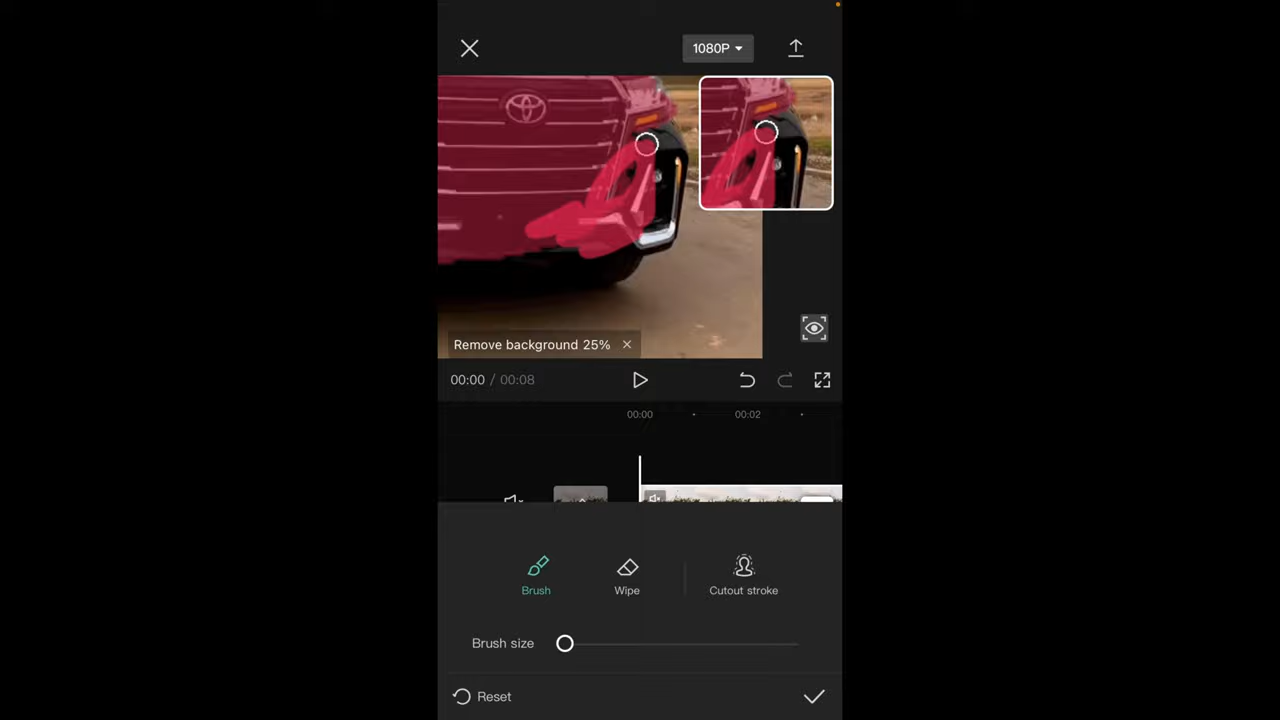 1080P
Remove background 25%
00:00 / 00:08
00:00
00:02
Brush
Wipe
Cutout stroke
Brush size
Reset